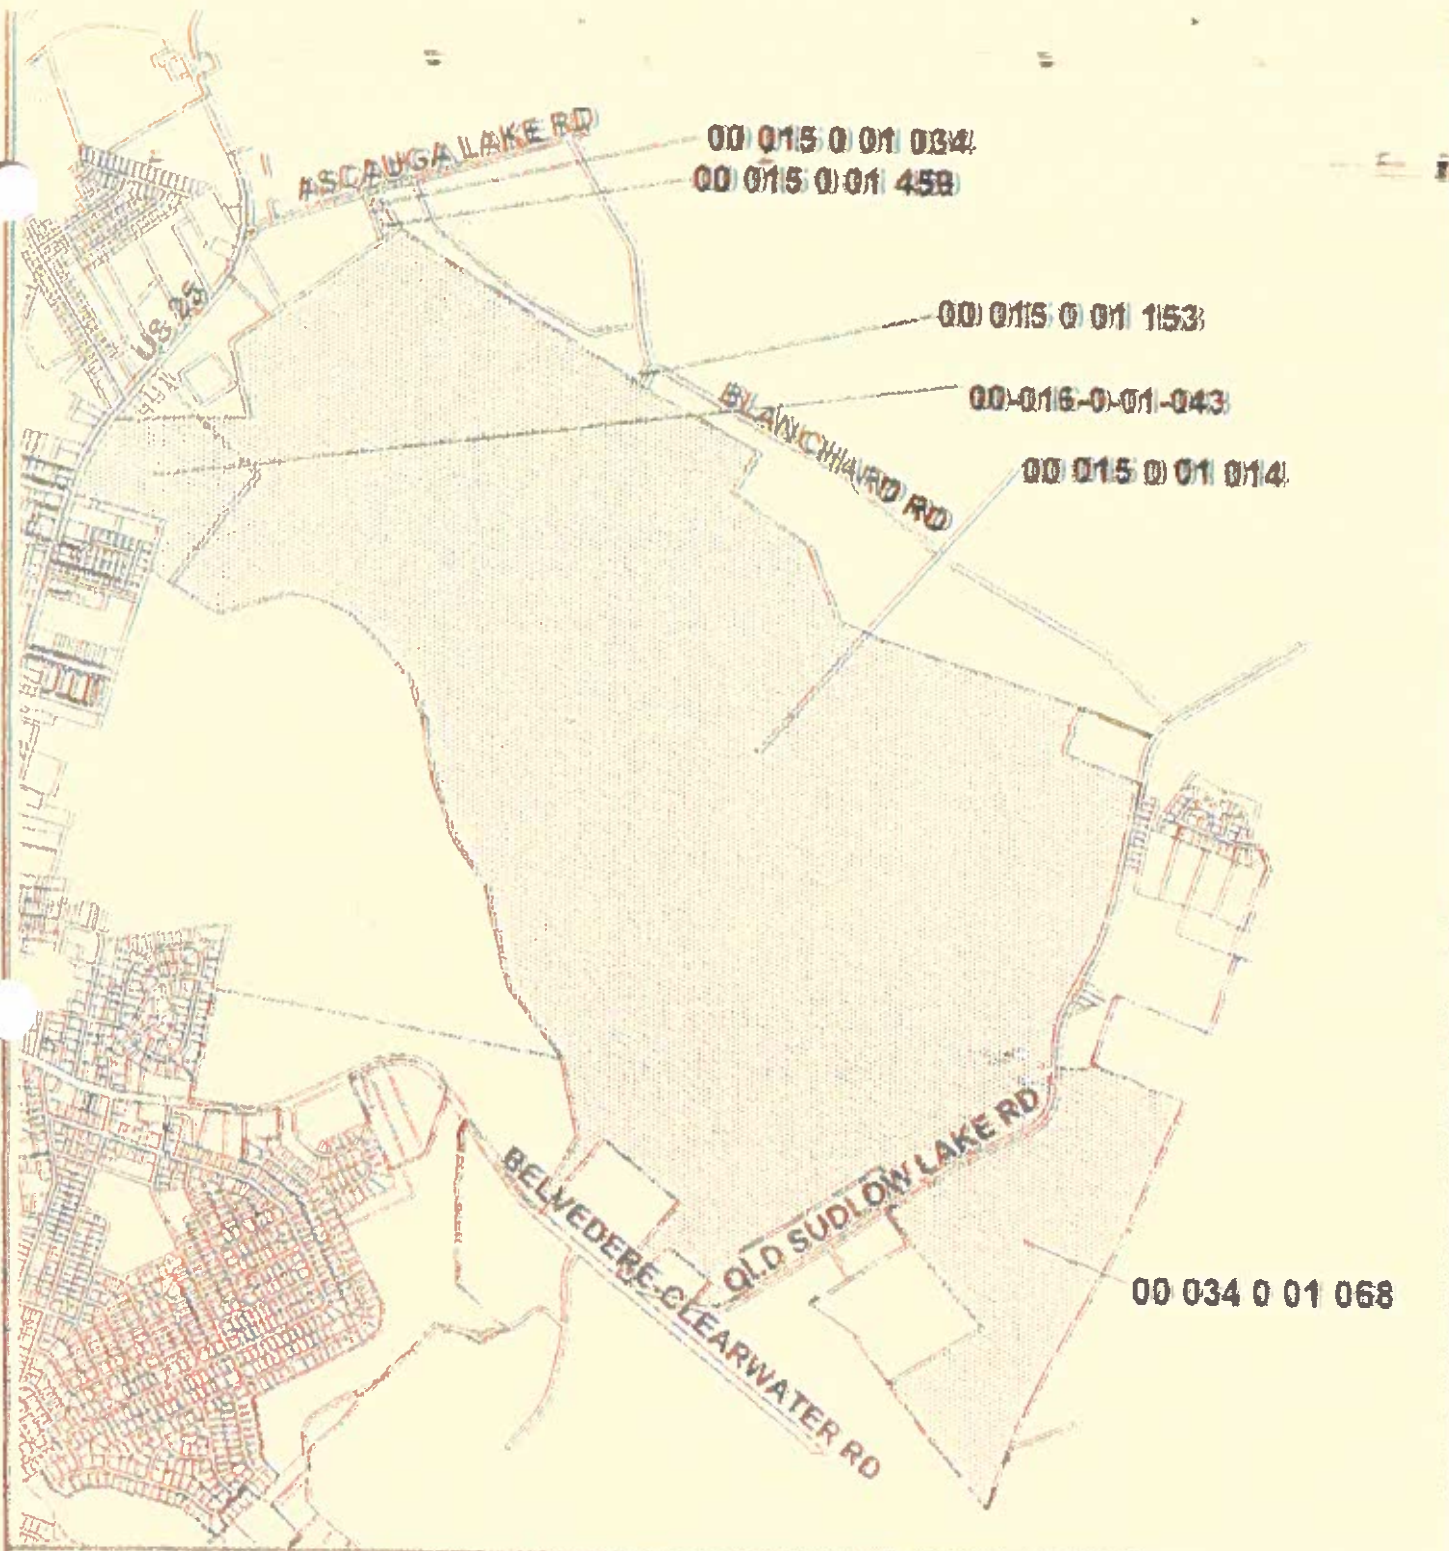 ASCAUGA LAKE RD
00 015 0 01 034
00 015 0 01 459
00 015 0 01 153
US 25
00-016-0-01-043
BLANCHARD RD
00 015 0 01 014
OLD SUDLOW LAKE RD
BELVEDERE-CLEARWATER RD
00 034 0 01 068